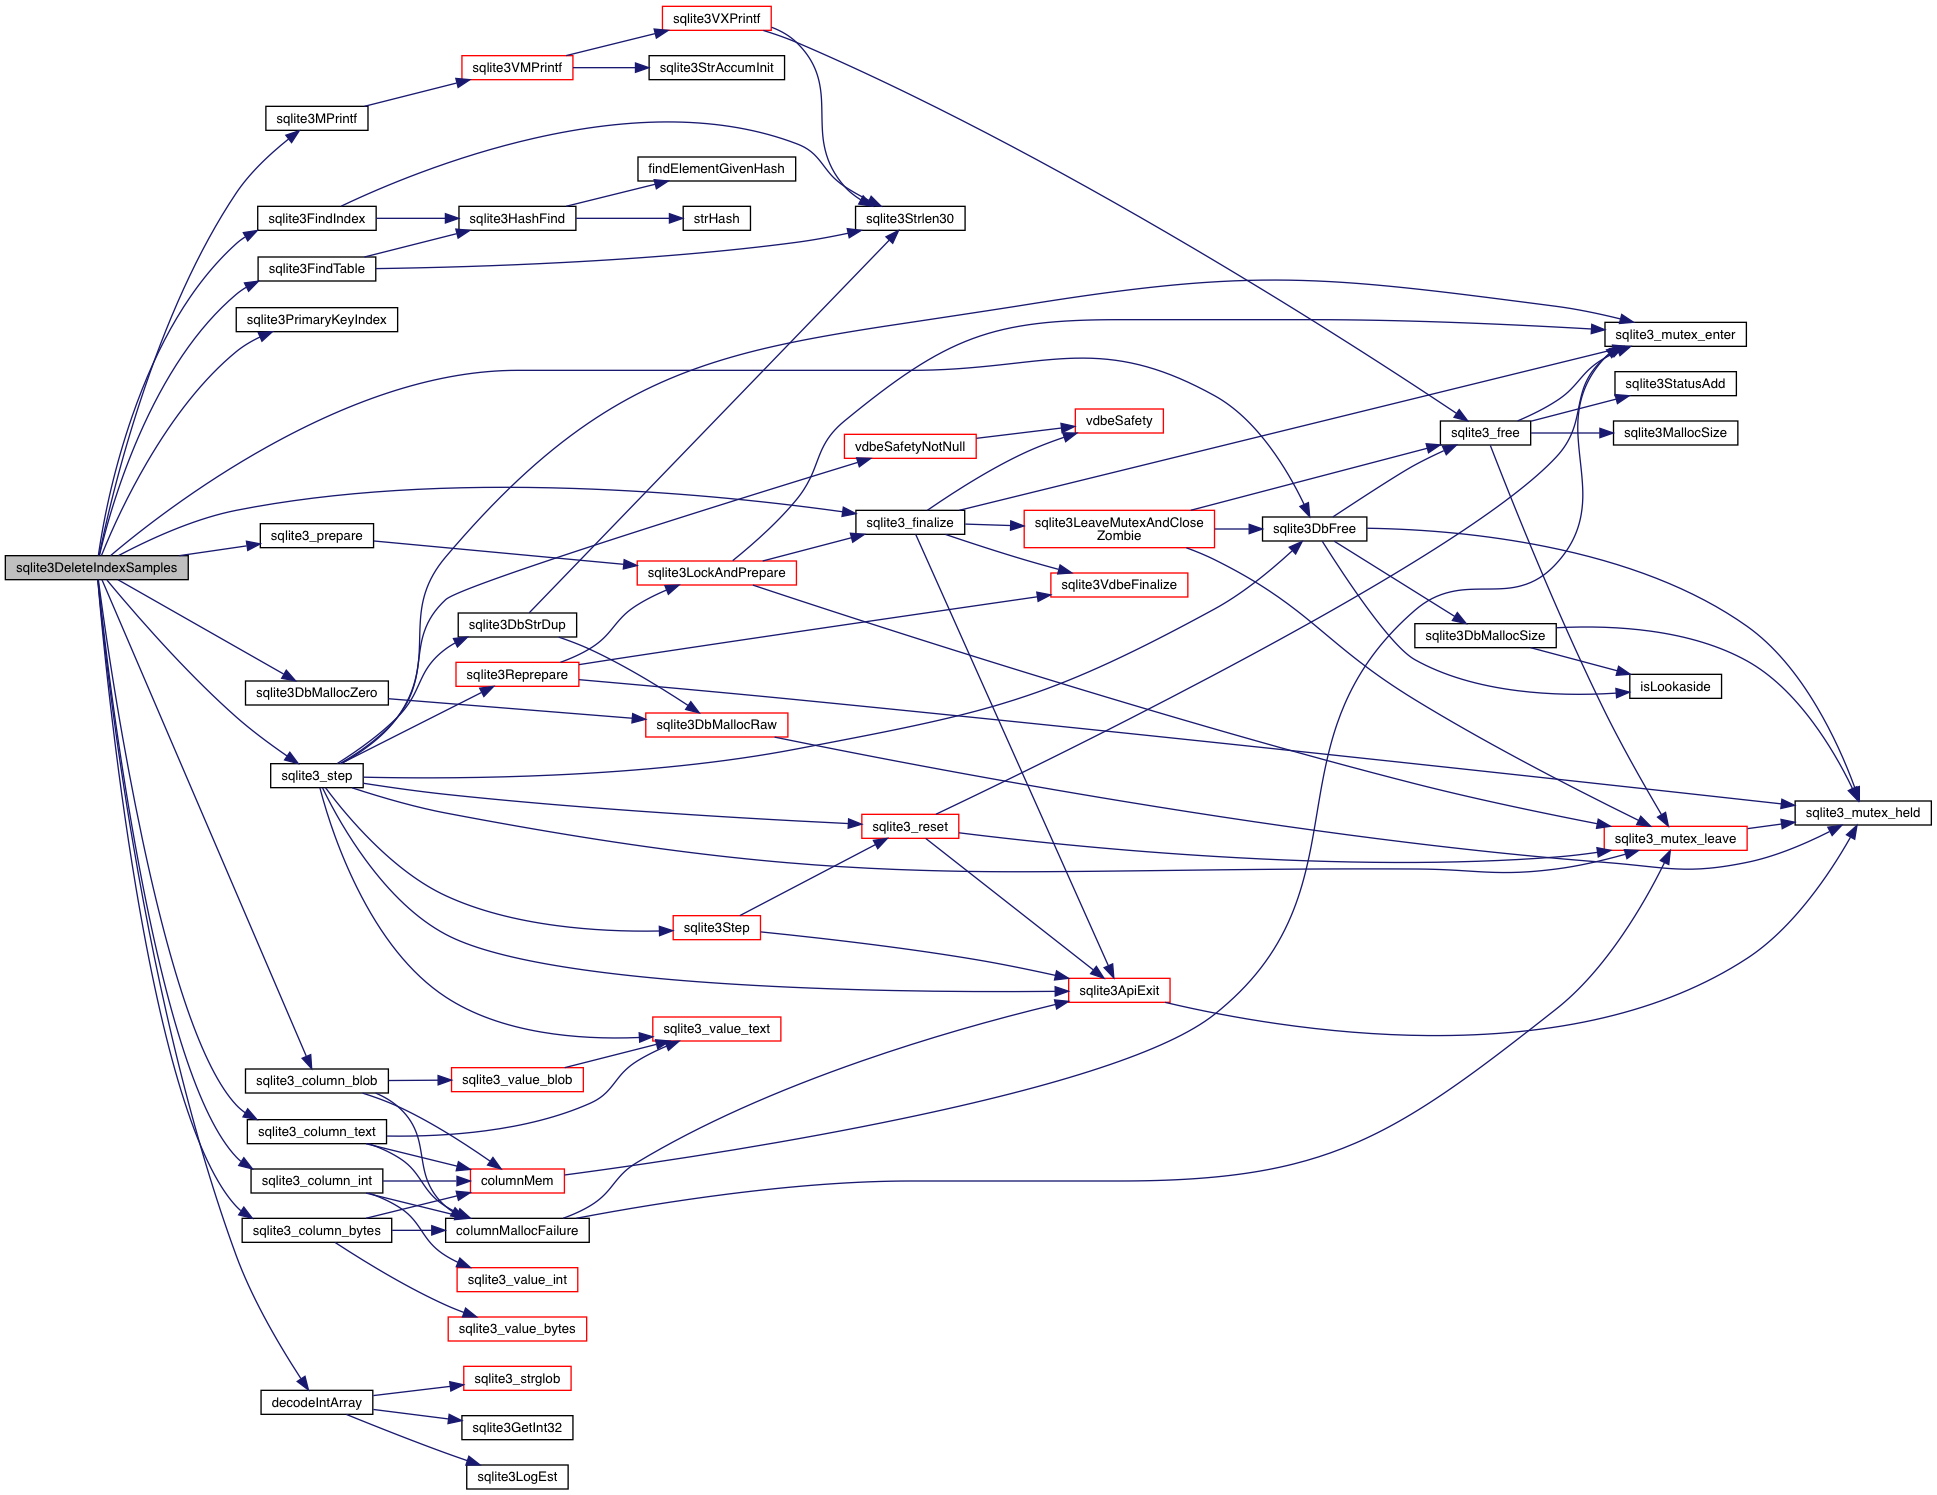 sqlite3VXPrintf
sqlite3VMPrintf
sqlite3StrAccumInit
sqlite3MPrintf
findElementGivenHash
sqlite3FindIndex
sqlite3HashFind
strHash
sqlite3Strlen30
sqlite3FindTable
sqlite3PrimaryKeyIndex
sqlite3_mutex_enter
sqlite3StatusAdd
vdbeSafety
sqlite3_free
sqlite3MallocSize
vdbeSafetyNotNull
sqlite3_finalize
sqlite3LeaveMutexAndClose
Zombie
sqlite3DbFree
sqlite3_prepare
sqlite3DeleteIndexSamples
sqlite3LockAndPrepare
sqlite3VdbeFinalize
sqlite3DbStrDup
sqlite3DbMallocSize
sqlite3Reprepare
isLookaside
sqlite3DbMallocZero
sqlite3DbMallocRaw
sqlite3_step
sqlite3_mutex_held
sqlite3_reset
sqlite3_mutex_leave
sqlite3Step
sqlite3ApiExit
sqlite3_value_text
sqlite3_column_blob
sqlite3_value_blob
sqlite3_column_text
sqlite3_column_int
columnMem
sqlite3_column_bytes
columnMallocFailure
sqlite3_value_int
sqlite3_value_bytes
sqlite3_strglob
decodeIntArray
sqlite3GetInt32
sqlite3LogEst